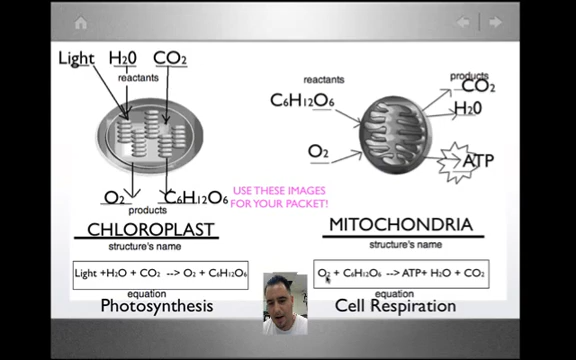 Light H20 CO2
reactants
O2 C6H12O6
products
CHLOROPLAST
structure's name
Light +H2O + CO2 --> O2 + C6H12O6
equation
Photosynthesis
USE THESE IMAGES
FOR YOUR PACKET!
reactants
products
C6H12O6
CO2
H20
O2
ATP
MITOCHONDRIA
structure's name
O2 + C6H12O6 --> ATP+ H2O + CO2
equation
Cell Respiration